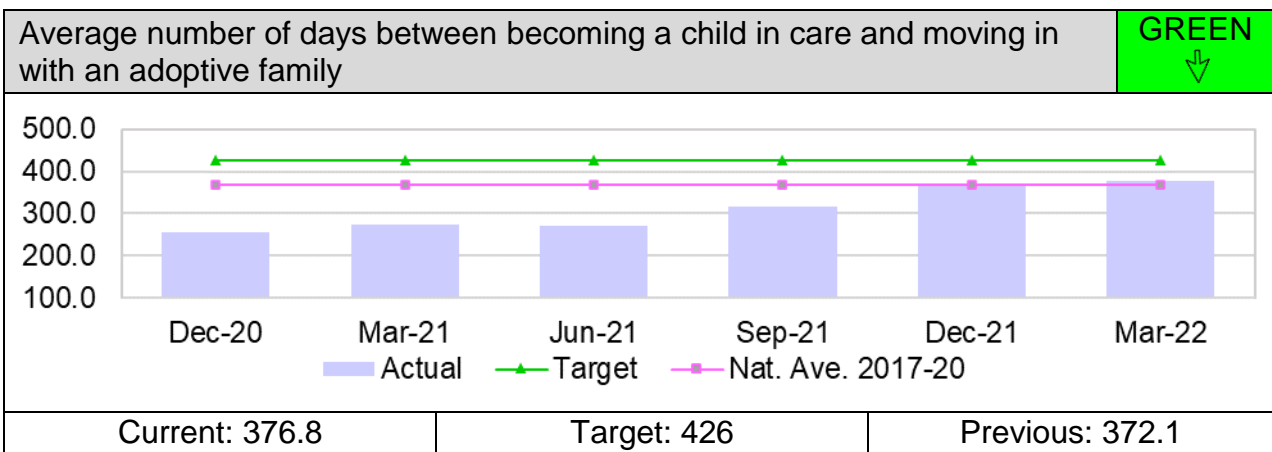 Average number of days between becoming a child in care and moving in
with an adoptive family
GREEN
500.0
400.0
300.0
200.0
100.0
Dec-20 Mar-21 Jun-21 Sep-21 Dec-21 Mar-22
Actual Target Nat. Ave. 2017-20
Current: 376.8 Target: 426 Previous: 372.1